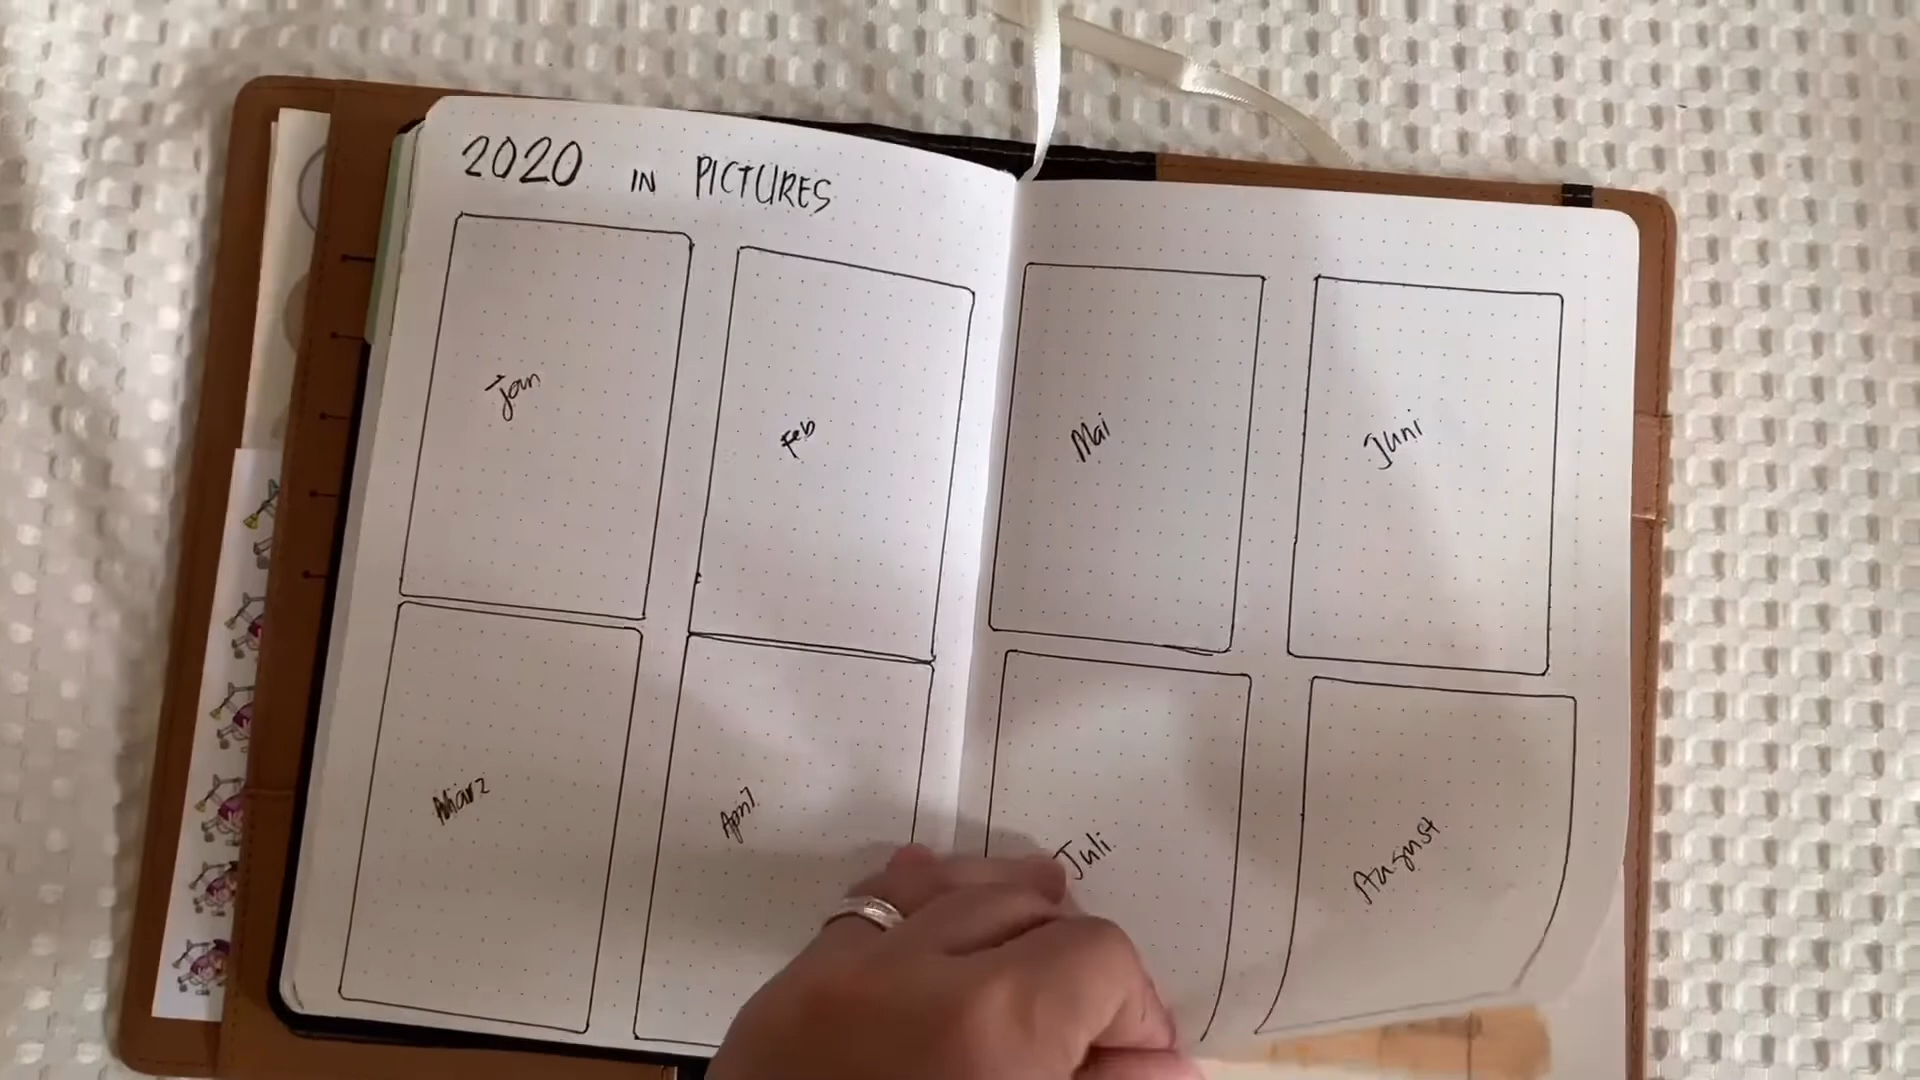 2020 IN PICTURES
Jan
Feb
März
April
Mai
Juni
Juli
August